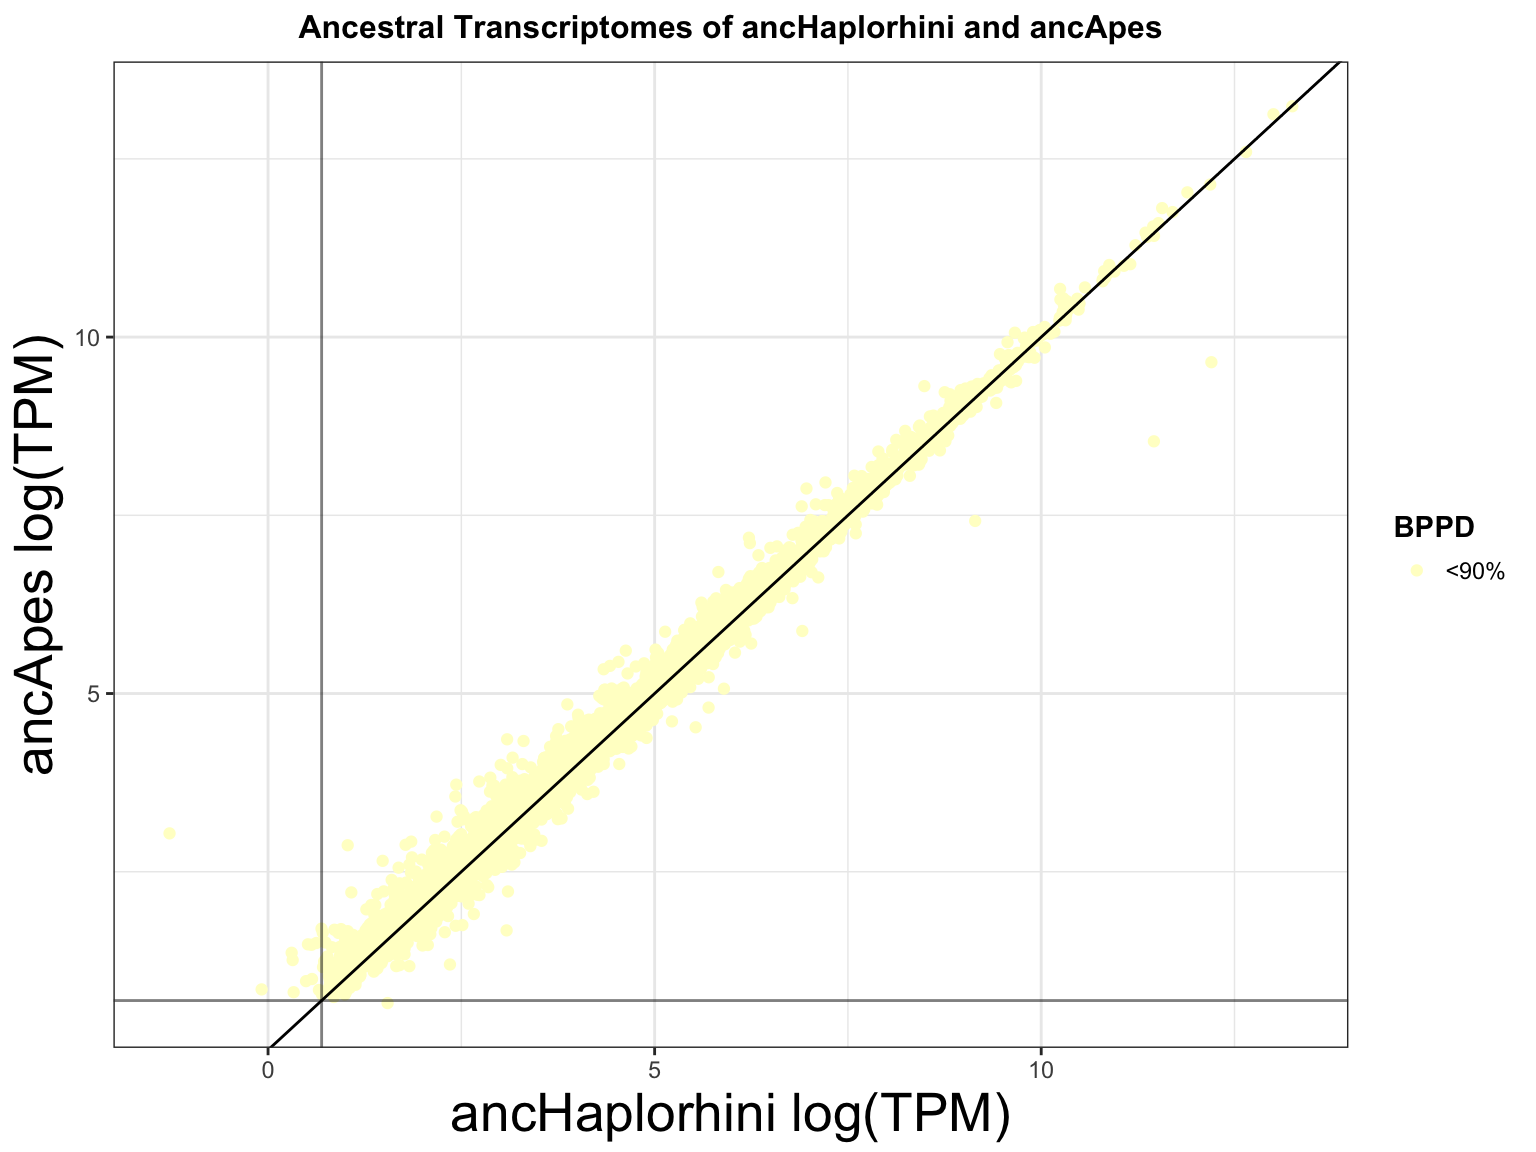 Ancestral Transcriptomes of ancHaplorhini and ancApes
ancApes log(TPM)
10
5
0
5
10
ancHaplorhini log(TPM)
BPPD
<90%